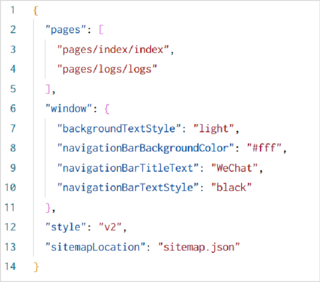 1 {
2   "pages": [
3     "pages/index/index",
4     "pages/logs/logs"
5   ],
6   "window": {
7     "backgroundTextStyle": "light",
8     "navigationBarBackgroundColor": "#fff",
9     "navigationBarTitleText": "WeChat",
10     "navigationBarTextStyle": "black"
11   },
12   "style": "v2",
13   "sitemapLocation": "sitemap.json"
14 }